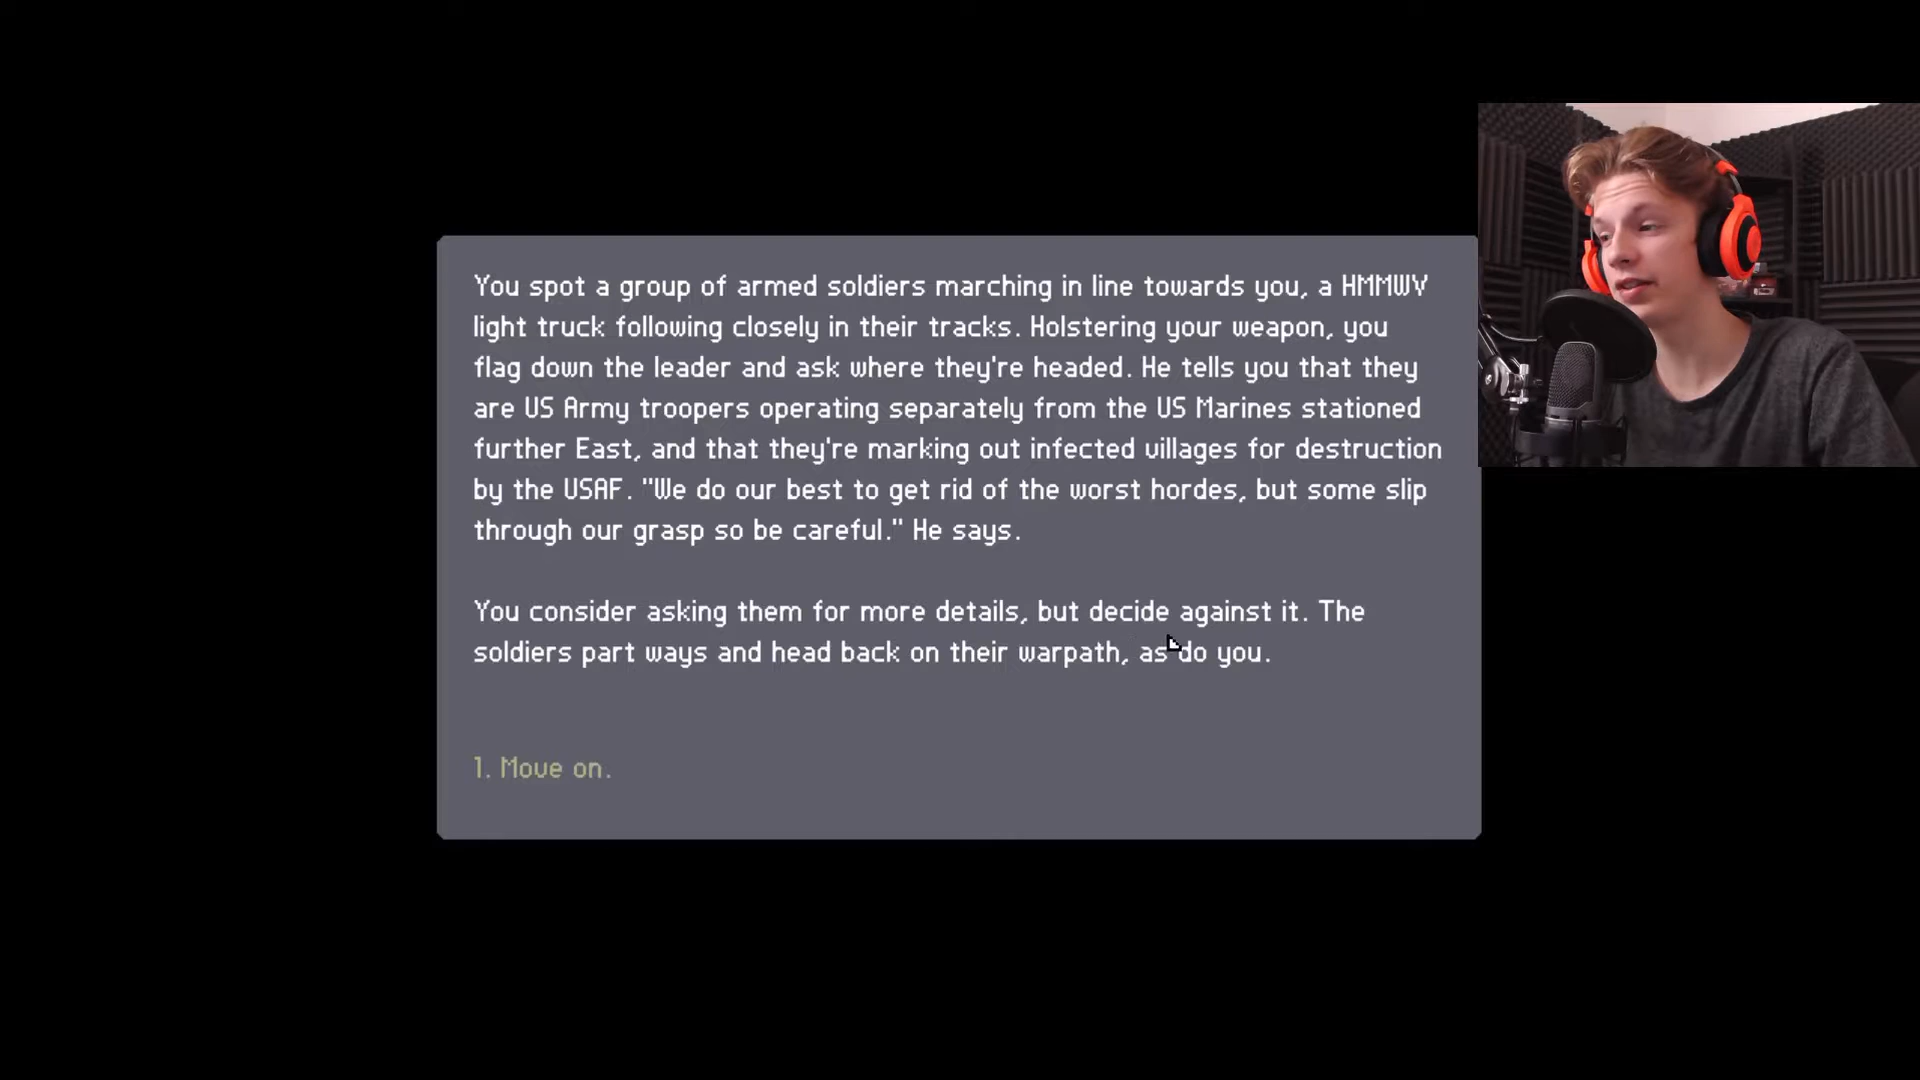 You spot a group of armed soldiers marching in line towards you, a HMMWV
light truck following closely in their tracks. Holstering your weapon, you
flag down the leader and ask where they're headed. He tells you that they
are US Army troopers operating separately from the US Marines stationed
further East, and that they're marking out infected villages for destruction
by the USAF. "We do our best to get rid of the worst hordes, but some slip
through our grasp so be careful." He says.
You consider asking them for more details, but decide against it. The
soldiers part ways and head back on their warpath, as do you.
1. Move on.